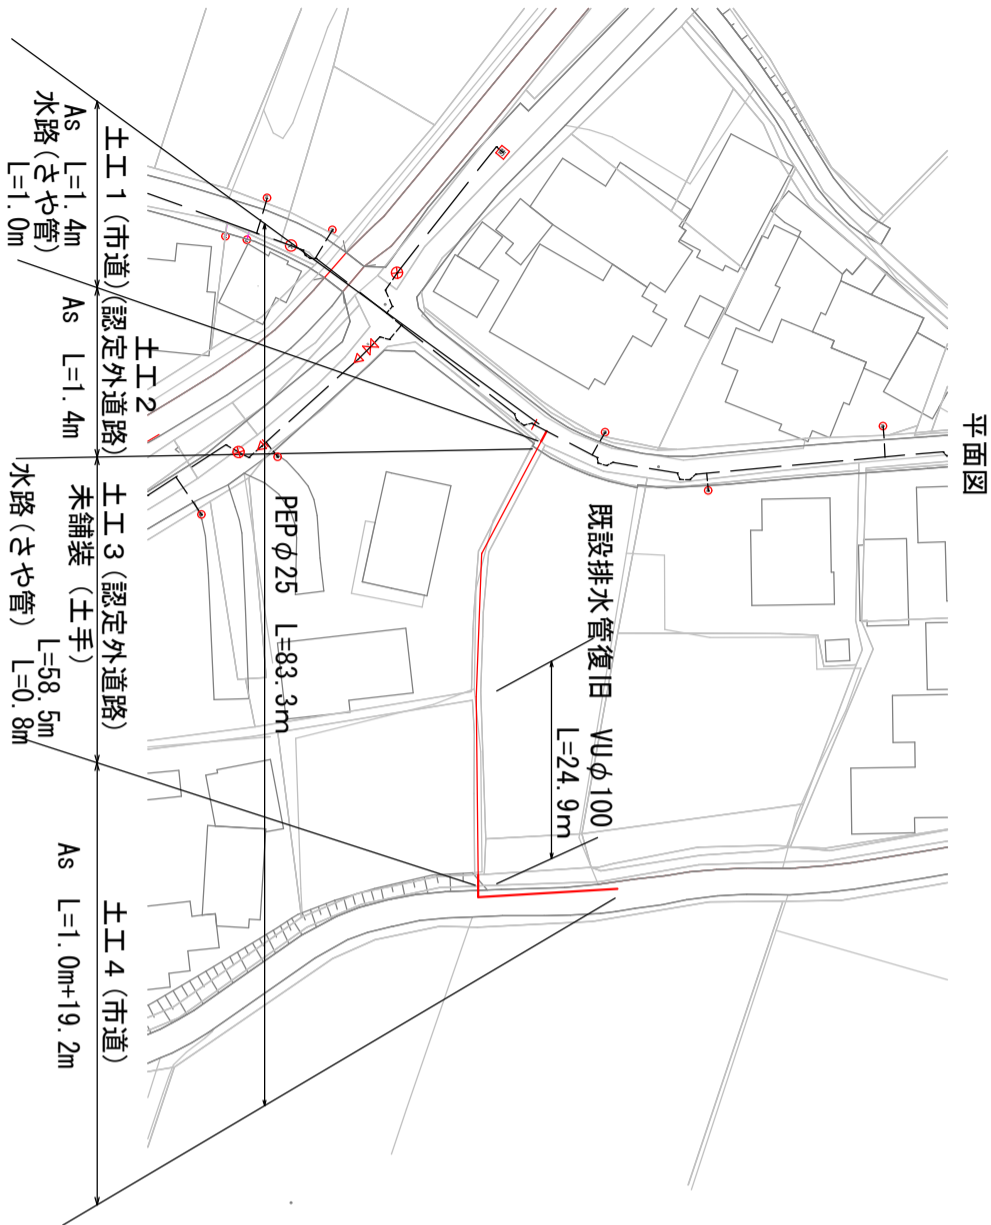 平面図
土工１(市道)
As L=1.4m
水路(さや管)
L=1.0m
土工２
(認定外道路)
As L=1.4m
土工３(認定外道路)
未舗装（土手）
L=58.5m
水路(さや管) L=0.8m
土工４(市道)
As L=1.0m+19.2m
PEPφ25 L=83.3m
既設排水管復旧 VUφ100
L=24.9m